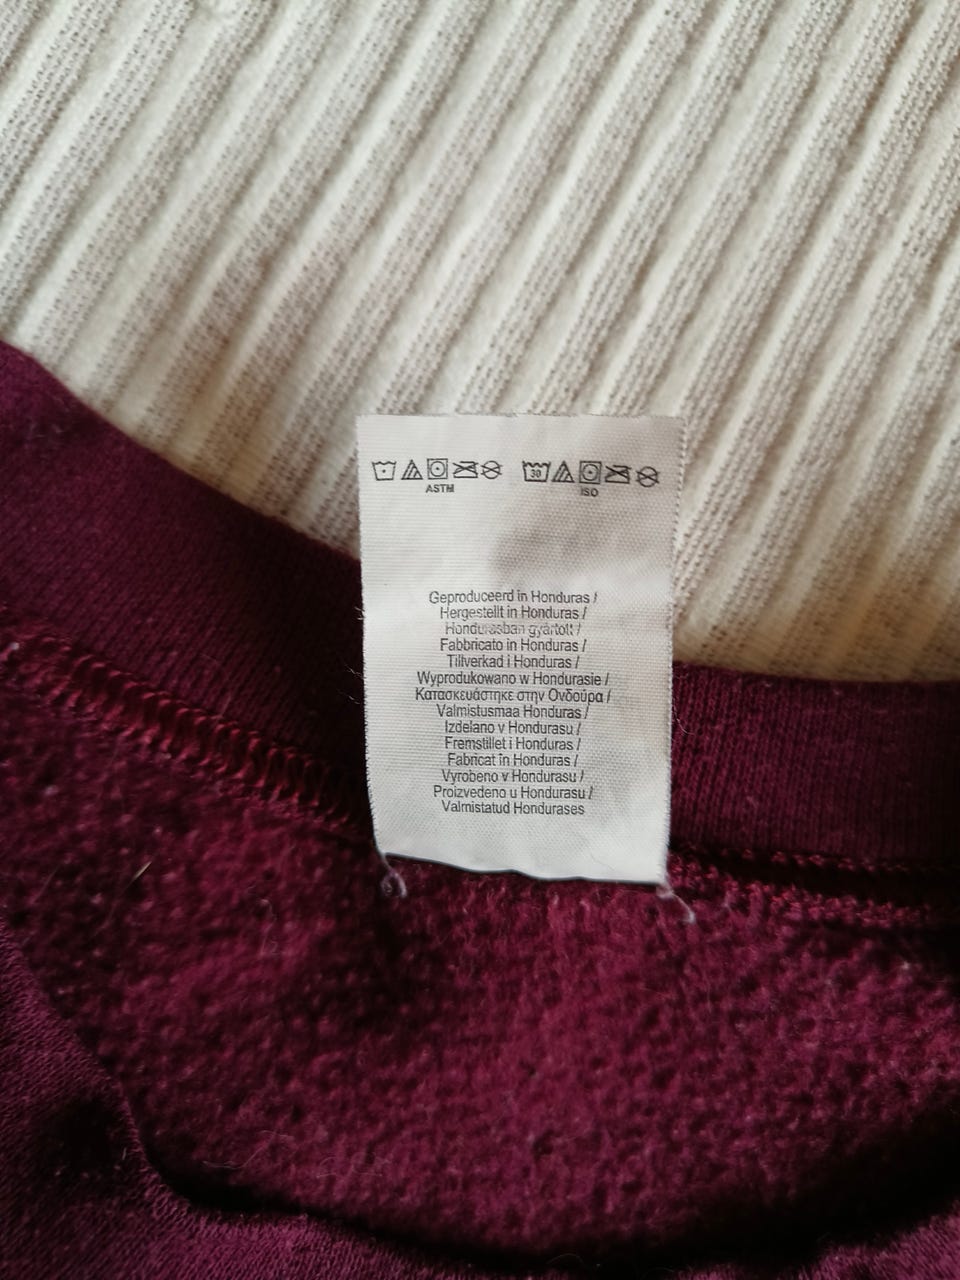 30
ASTM
ISO
Geproduceerd in Honduras /
Hergestellt in Honduras /
Hondurasban gyártott /
Fabbricato in Honduras /
Tillverkad i Honduras /
Wyprodukowano w Hondurasie /
Κατασκευάστηκε στην Ονδούρα /
Valmistusmaa Honduras /
Izdelano v Hondurasu /
Fremstillet i Honduras /
Fabricat în Honduras /
Vyrobeno v Hondurasu /
Proizvedeno u Hondurasu /
Valmistatud Hondurases